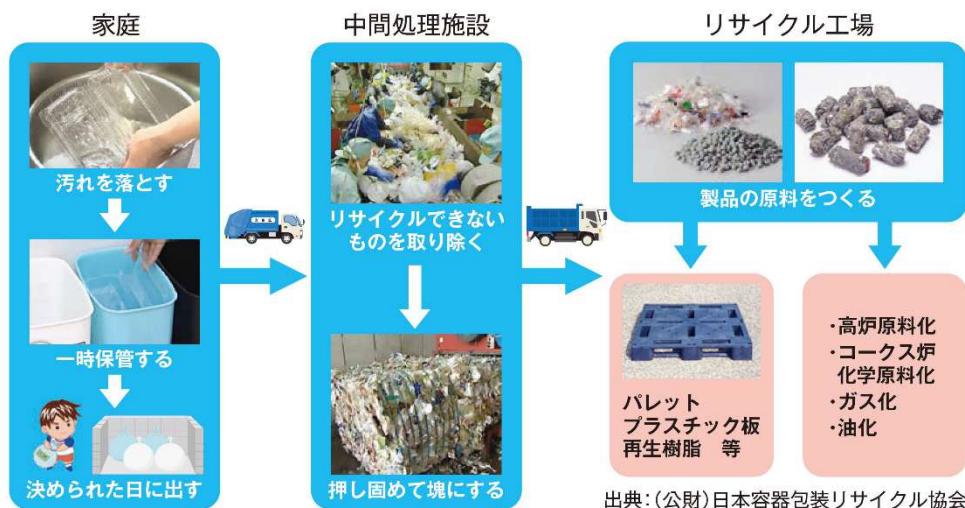 家庭
汚れを落とす
一時保管する
決められた日に出す
中間処理施設
リサイクルできない
ものを取り除く
押し固めて塊にする
リサイクル工場
製品の原料をつくる
パレット
プラスチック板
再生樹脂 等
・高炉原料化
・コークス炉
化学原料化
・ガス化
・油化
出典:(公財)日本容器包装リサイクル協会